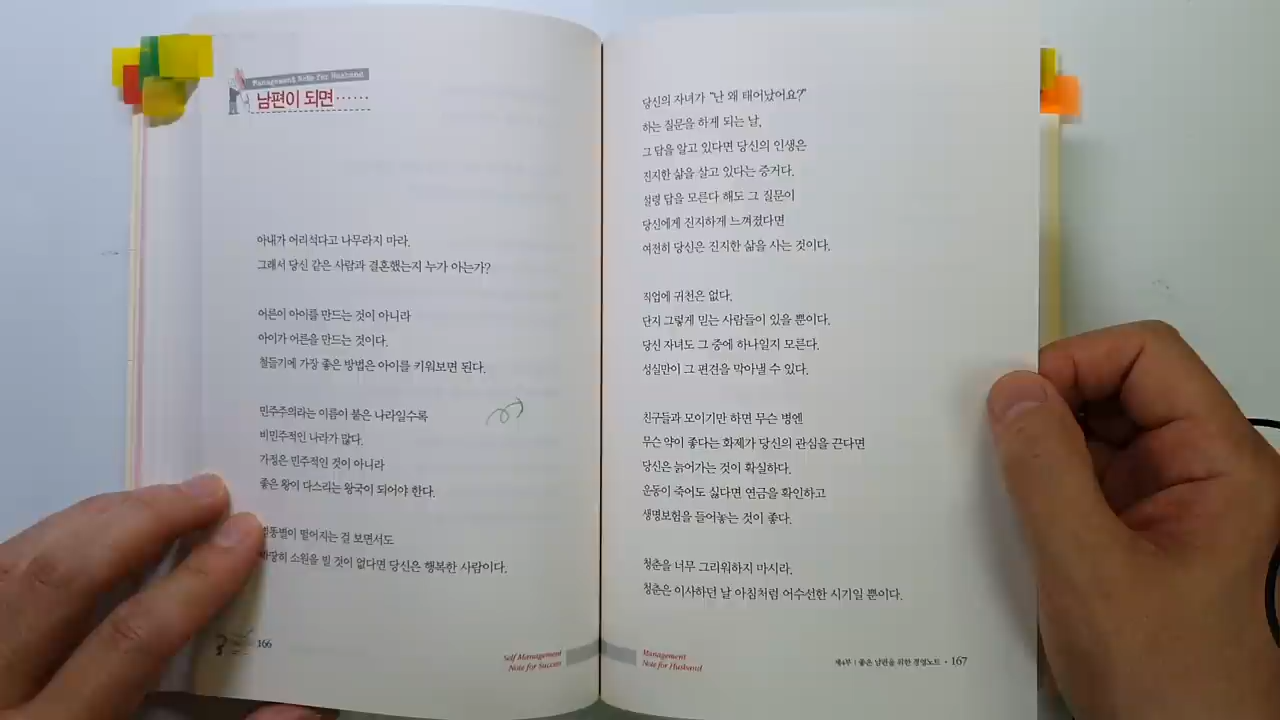 Management Note for Husband
남편이 되면……
아내가 어리석다고 나무라지 마라.
그래서 당신 같은 사람과 결혼했는지 누가 아는가?
어른이 아이를 만드는 것이 아니라
아이가 어른을 만드는 것이다.
철들기에 가장 좋은 방법은 아이를 키워보면 된다.
민주주의라는 이름이 붙은 나라일수록
비민주적인 나라가 많다.
가정은 민주적인 것이 아니라
좋은 왕이 다스리는 왕국이 되어야 한다.
떨어지는 걸 보면서도
소원을 빌 것이 없다면 당신은 행복한 사람이다.
166
Self Management
Note for Success
당신의 자녀가 "난 왜 태어났어요?"
하는 질문을 하게 되는 날,
그 답을 알고 있다면 당신의 인생은
진지한 삶을 살고 있다는 증거다.
설령 답을 모른다 해도 그 질문이
당신에게 진지하게 느껴졌다면
여전히 당신은 진지한 삶을 사는 것이다.
직업에 귀천은 없다.
단지 그렇게 믿는 사람들이 있을 뿐이다.
당신 자녀도 그 중에 하나일지 모른다.
성실만이 그 편견을 막아낼 수 있다.
친구들과 모이기만 하면 무슨 병엔
무슨 약이 좋다는 화제가 당신의 관심을 끈다면
당신은 늙어가는 것이 확실하다.
운동이 죽어도 싫다면 연금을 확인하고
생명보험을 들어놓는 것이 좋다.
청춘을 너무 그리워하지 마시라.
청춘은 이사하던 날 아침처럼 어수선한 시기일 뿐이다.
Management
Note for Husband
제4부 | 좋은 남편을 위한 경영노트 · 167